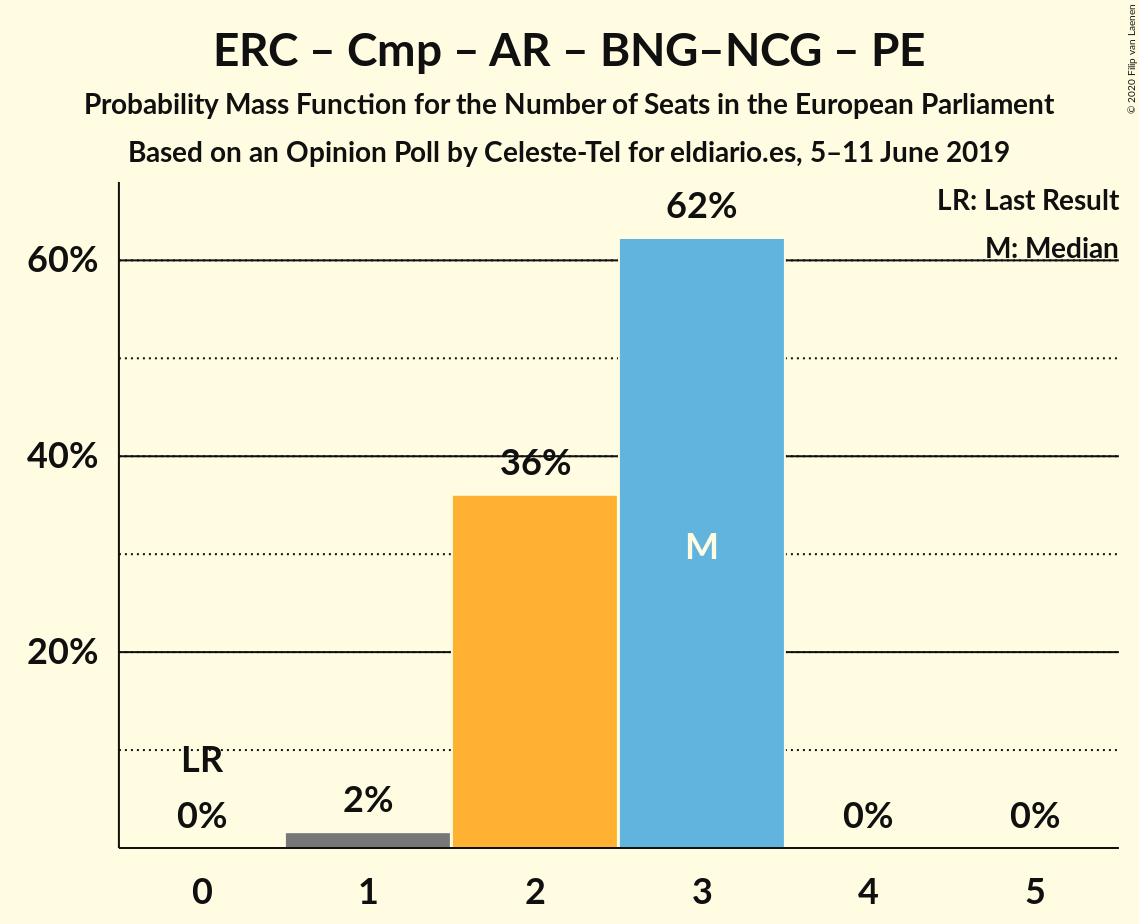 ERC – Cmp – AR – BNG–NCG – PE
Probability Mass Function for the Number of Seats in the European Parliament
Based on an Opinion Poll by Celeste-Tel for eldiario.es, 5–11 June 2019
© 2020 Filip van Laenen
LR: Last Result
M: Median
62%
60%
40%
36%
M
20%
LR
0%
2%
0%
0%
0 1 2 3 4 5